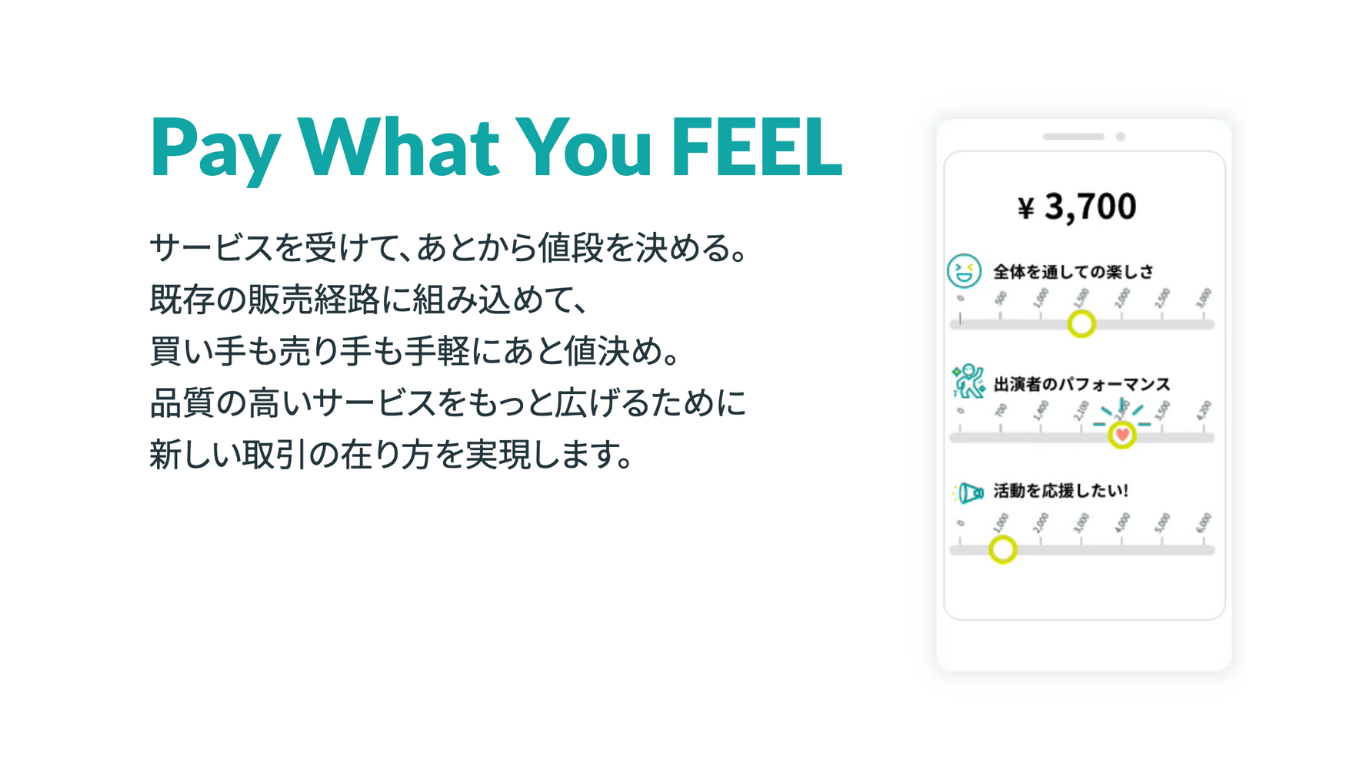 Pay What You FEEL
サービスを受けて、あとから値段を決める。
既存の販売経路に組み込めて、
買い手も売り手も手軽にあと値決め。
品質の高いサービスをもっと広げるために
新しい取引の在り方を実現します。
¥ 3,700
全体を通しての楽しさ
0 500 1,000 1,500 2,000 2,500 3,000
出演者のパフォーマンス
0 700 1,400 2,100 3,500 4,200
活動を応援したい!
0 1,000 2,000 3,000 4,000 5,000 6,000